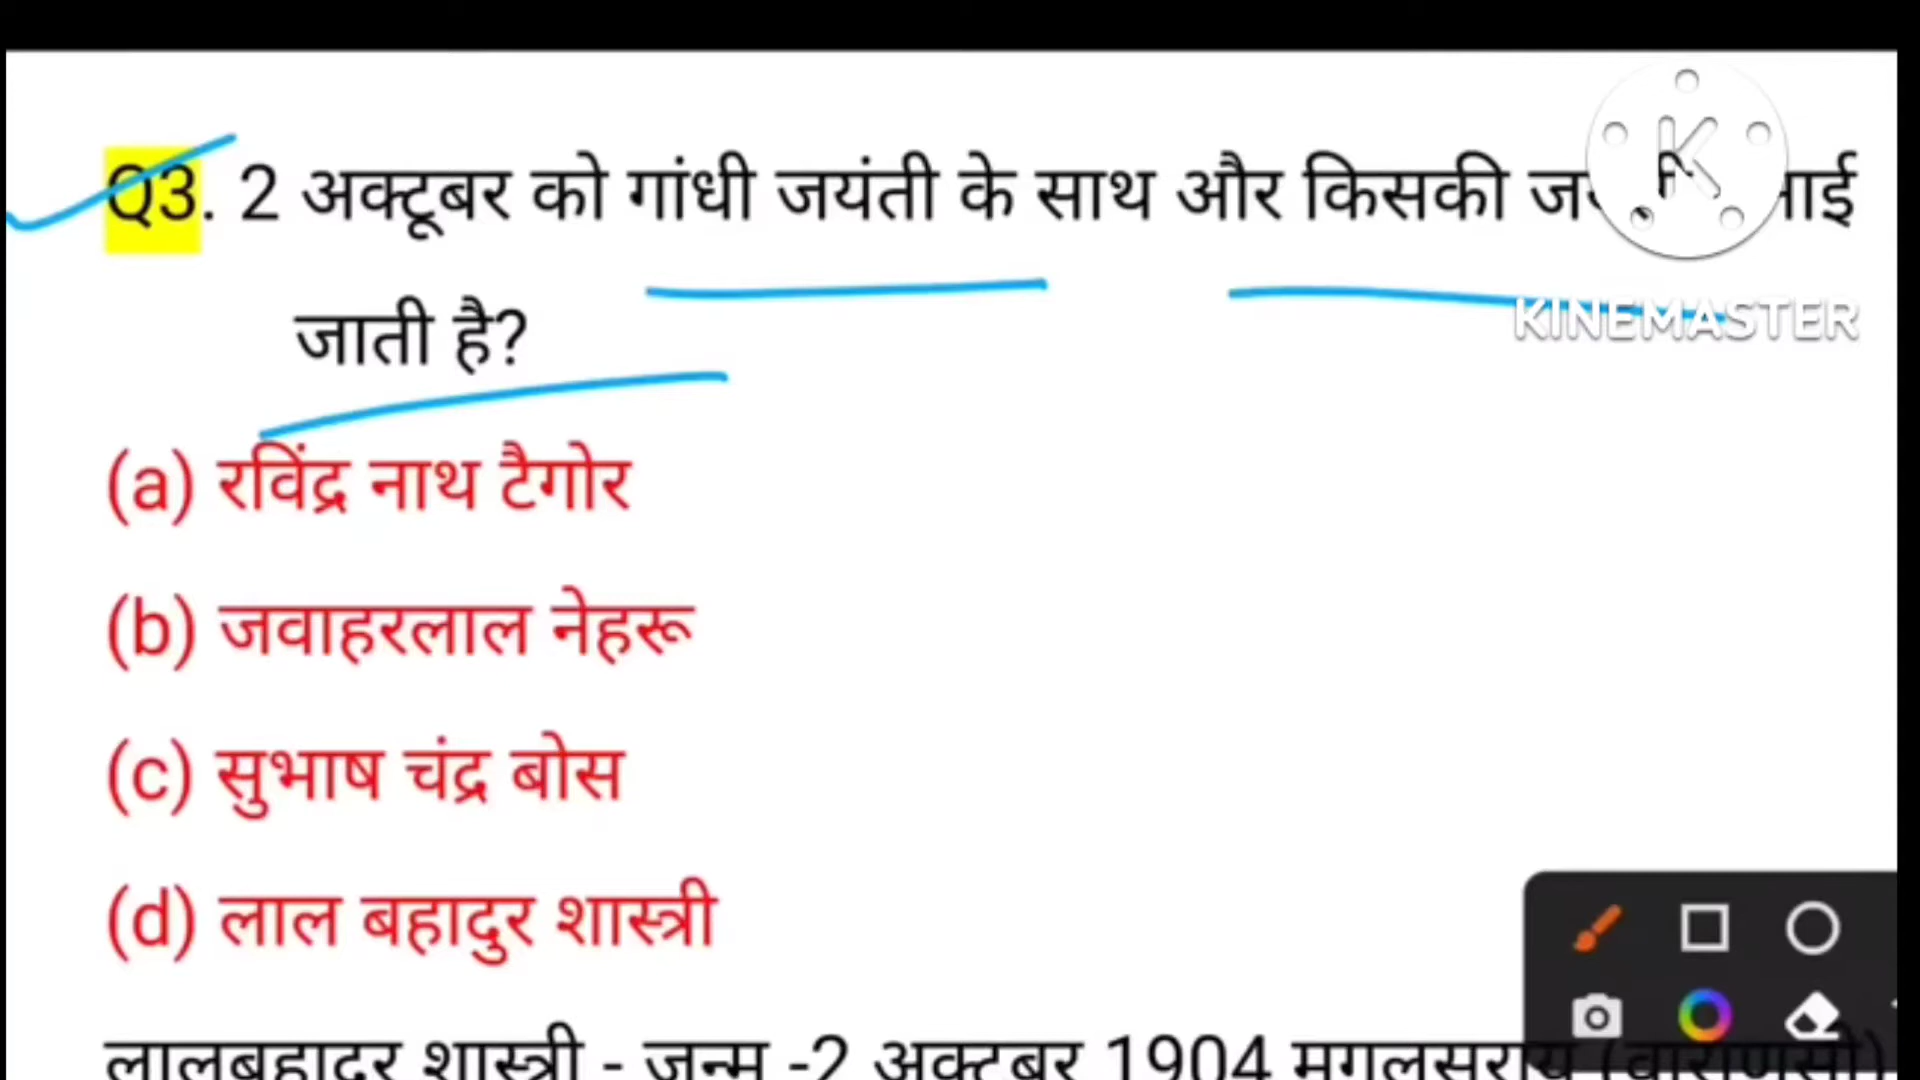 Q3. 2 अक्टूबर को गांधी जयंती के साथ और किसकी
जाती है?
(a) रविंद्र नाथ टैगोर
(b) जवाहरलाल नेहरू
(c) सुभाष चंद्र बोस
(d) लाल बहादुर शास्त्री
लालबहादुर शास्त्री - जन्म -2 अक्टूबर 1904 मुगलसराय (वाराणसी)
K
KINEMASTER